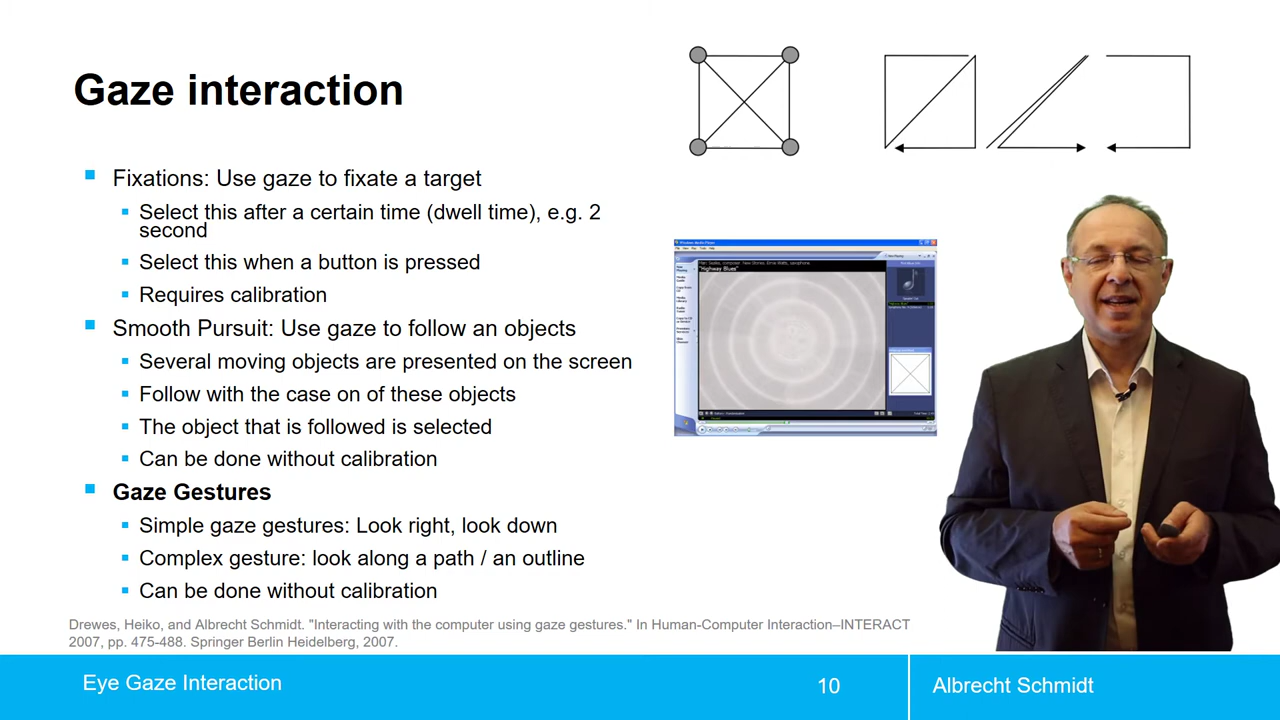 Gaze interaction
Fixations: Use gaze to fixate a target
Select this after a certain time (dwell time), e.g. 2
second
Select this when a button is pressed
Requires calibration
Smooth Pursuit: Use gaze to follow an objects
Several moving objects are presented on the screen
Follow with the case on of these objects
The object that is followed is selected
Can be done without calibration
Gaze Gestures
Simple gaze gestures: Look right, look down
Complex gesture: look along a path / an outline
Can be done without calibration
"Highway Blues"
Drewes, Heiko, and Albrecht Schmidt. "Interacting with the computer using gaze gestures." In Human-Computer Interaction–INTERACT
2007, pp. 475-488. Springer Berlin Heidelberg, 2007.
Eye Gaze Interaction
10
Albrecht Schmidt